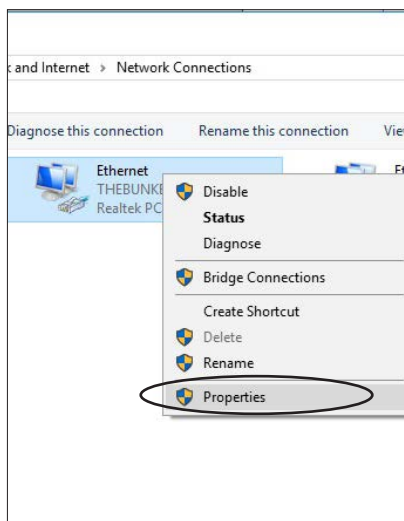 and Internet > Network Connections
Diagnose this connection Rename this connection
Ethernet
THEBUNKE
Realtek PC
Disable
Status
Diagnose
Bridge Connections
Create Shortcut
Delete
Rename
Properties